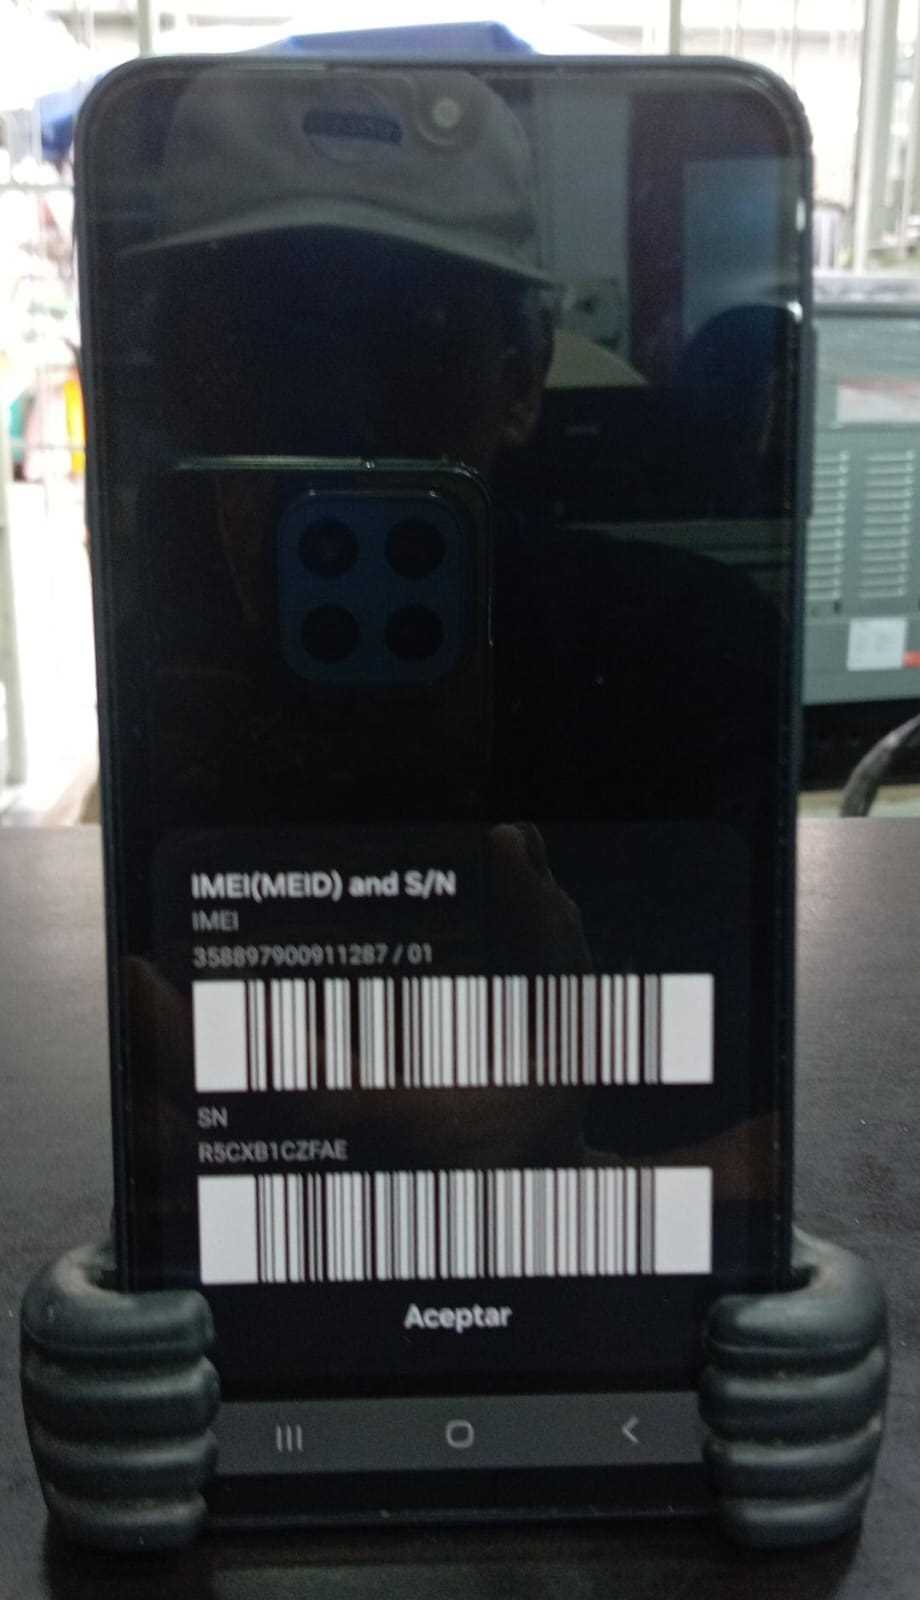 IMEI(MEID) and S/N
IMEI
358897900911287 / 01
SN
R5CXB1CZFAE
Aceptar